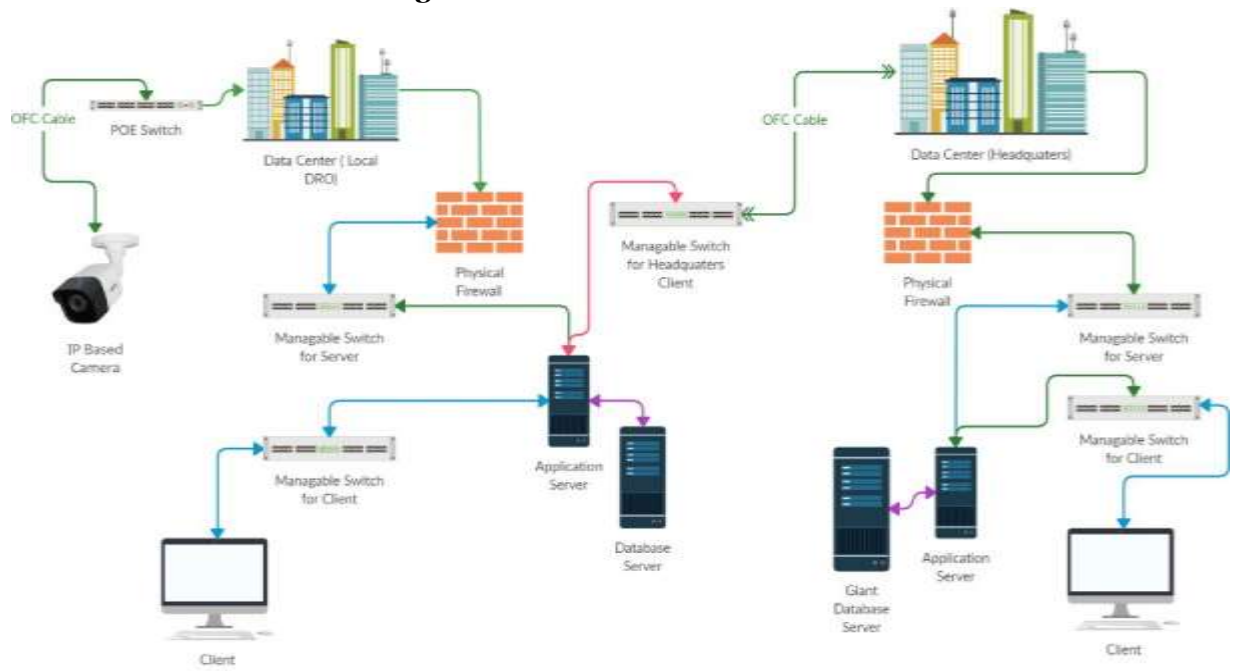 OFC Cable
POE Switch
Data Center ( Local
DRO)
OFC Cable
Data Center (Headquaters)
Managable Switch
for Headquaters
Client
Physical
Firewall
Physical
Firewall
IP Based
Camera
Managable Switch
for Server
Managable Switch
for Server
Managable Switch
for Client
Application
Server
Managable Switch
for Client
Database
Server
Application
Server
Giant
Database
Server
Client
Client